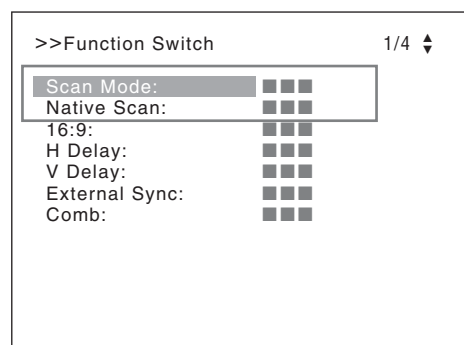 >>Function Switch 1/4
Scan Mode: ■■■
Native Scan: ■■■
16:9: ■■■
H Delay: ■■■
V Delay: ■■■
External Sync: ■■■
Comb: ■■■